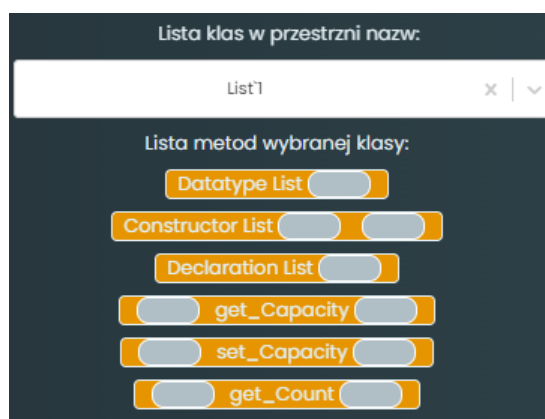 Lista klas w przestrzni nazw:
List`1
Lista metod wybranej klasy:
Datatype List
Constructor List
Declaration List
get_Capacity
set_Capacity
get_Count